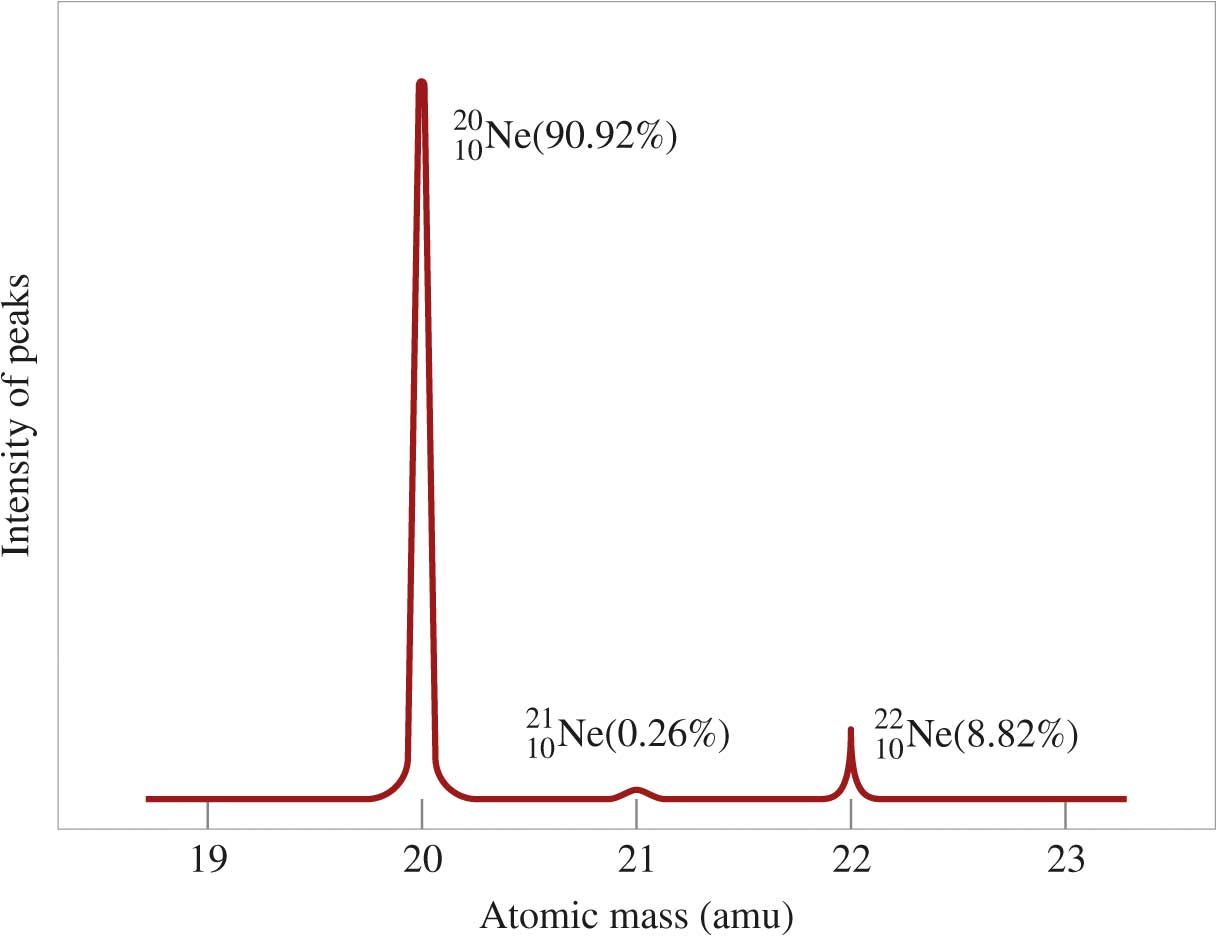 Intensity of peaks
²⁰₁₀Ne(90.92%)
²¹₁₀Ne(0.26%)
²²₁₀Ne(8.82%)
19 20 21 22 23
Atomic mass (amu)